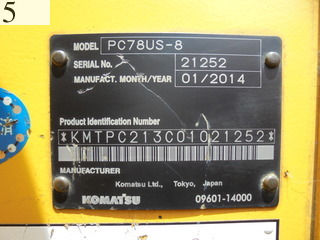 5
MODEL PC78US-8
SERIAL NO. 21252
MANUFACT. MONTH/YEAR 01/2014
Product Identification Number
*KMTPC213C01021252*
MANUFACTURER
Komatsu Ltd., Tokyo, Japan
KOMATSU 09601-14000